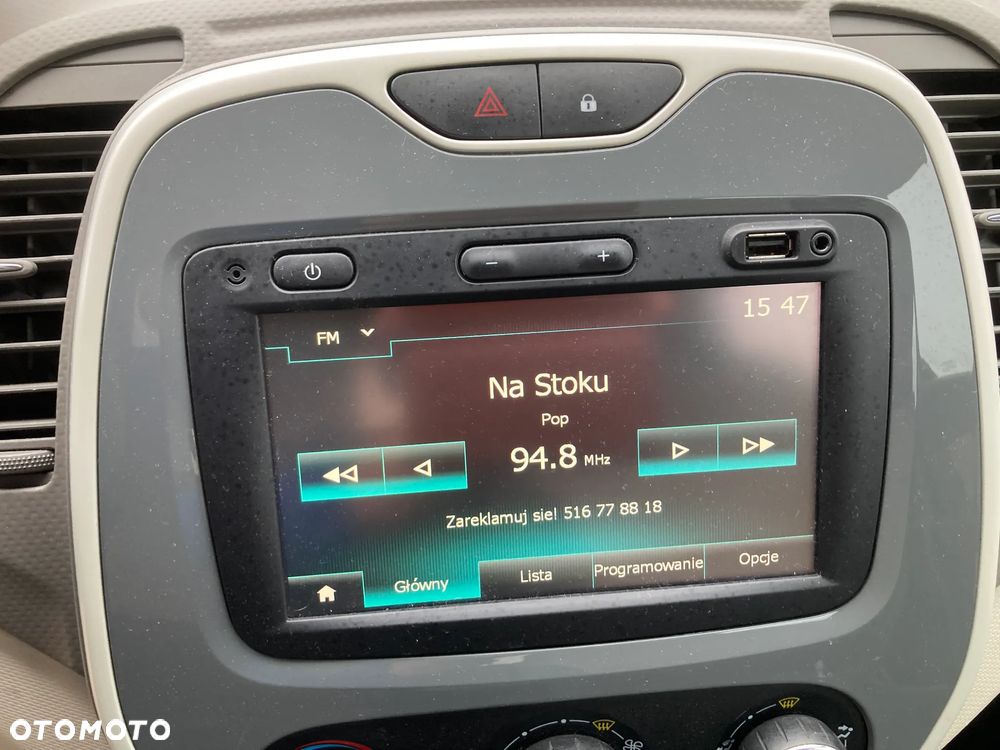 15 47
FM
Na Stoku
Pop
94.8 MHz
Zareklamuj sie! 516 77 88 18
Główny Lista Programowanie Opcje
OTOMOTO